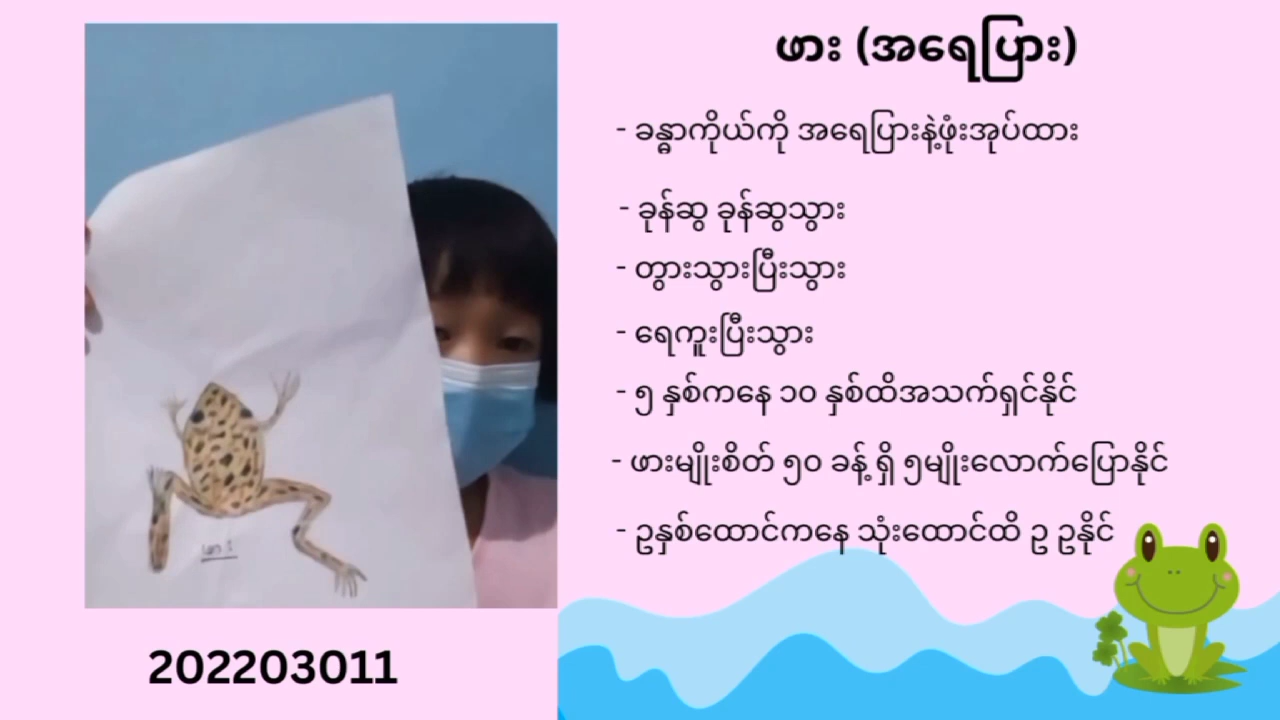 ဖား (အရေပြား)
- ခန္ဓာကိုယ်ကို အရေပြားနဲ့ဖုံးအုပ်ထား
- ခုန်ဆွ ခုန်ဆွသွား
- တွားသွားပြီးသွား
- ရေကူးပြီးသွား
- ၅ နှစ်ကနေ ၁၀ နှစ်ထိအသက်ရှင်နိုင်
- ဖားမျိုးစိတ် ၅၀ ခန့် ရှိ ၅မျိုးလောက်ပြောနိုင်
- ဥနှစ်ထောင်ကနေ သုံးထောင်ထိ ဥ ဥနိုင်
ဖား
202203011